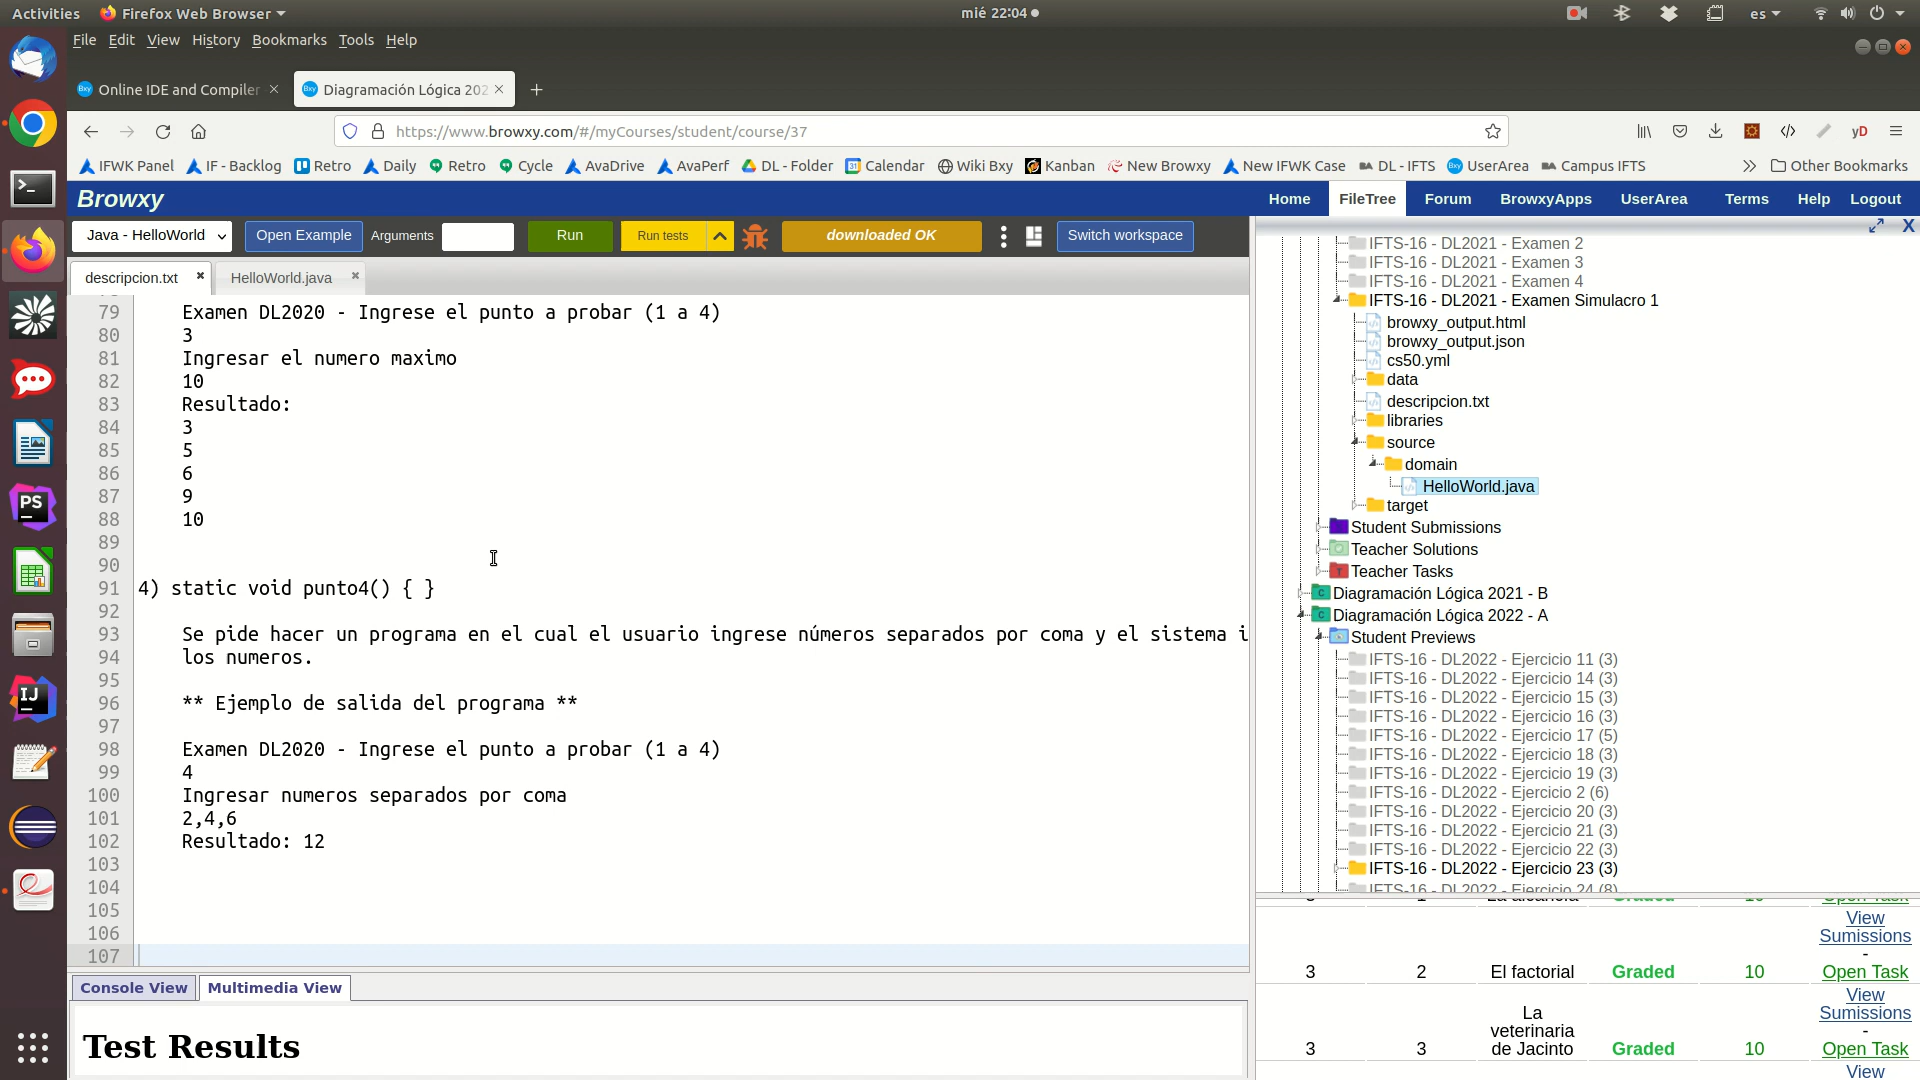 Activities
Firefox Web Browser
mié 22:04
es
File Edit View History Bookmarks Tools Help
Online IDE and Compiler
Diagramación Lógica 202
https://www.browxy.com/#/myCourses/student/course/37
IFWK Panel
IF - Backlog
Retro
Daily
Retro
Cycle
AvaDrive
AvaPerf
DL - Folder
Calendar
Wiki Bxy
Kanban
New Browxy
New IFWK Case
DL - IFTS
UserArea
Campus IFTS
Other Bookmarks
Browxy
Home FileTree Forum BrowxyApps UserArea Terms Help Logout
Java - HelloWorld
Open Example
Arguments
Run
Run tests
downloaded OK
Switch workspace
X
descripcion.txt
HelloWorld.java
79 Examen DL2020 - Ingrese el punto a probar (1 a 4)
80 3
81 Ingresar el numero maximo
82 10
83 Resultado:
84 3
85 5
86 6
87 9
88 10
89
90
91 4) static void punto4() { }
92
93 Se pide hacer un programa en el cual el usuario ingrese números separados por coma y el sistema i
94 los numeros.
95
96 ** Ejemplo de salida del programa **
97
98 Examen DL2020 - Ingrese el punto a probar (1 a 4)
99 4
100 Ingresar numeros separados por coma
101 2,4,6
102 Resultado: 12
103
104
105
106
107
Console View
Multimedia View
Test Results
IFTS-16 - DL2021 - Examen 2
IFTS-16 - DL2021 - Examen 3
IFTS-16 - DL2021 - Examen 4
IFTS-16 - DL2021 - Examen Simulacro 1
browxy_output.html
browxy_output.json
cs50.yml
data
descripcion.txt
libraries
source
domain
HelloWorld.java
target
Student Submissions
Teacher Solutions
Teacher Tasks
Diagramación Lógica 2021 - B
Diagramación Lógica 2022 - A
Student Previews
IFTS-16 - DL2022 - Ejercicio 11 (3)
IFTS-16 - DL2022 - Ejercicio 14 (3)
IFTS-16 - DL2022 - Ejercicio 15 (3)
IFTS-16 - DL2022 - Ejercicio 16 (3)
IFTS-16 - DL2022 - Ejercicio 17 (5)
IFTS-16 - DL2022 - Ejercicio 18 (3)
IFTS-16 - DL2022 - Ejercicio 19 (3)
IFTS-16 - DL2022 - Ejercicio 2 (6)
IFTS-16 - DL2022 - Ejercicio 20 (3)
IFTS-16 - DL2022 - Ejercicio 21 (3)
IFTS-16 - DL2022 - Ejercicio 22 (3)
IFTS-16 - DL2022 - Ejercicio 23 (3)
IFTS-16 - DL2022 - Ejercicio 24 (8)
View
Sumissions
-
3 2 El factorial Graded 10 Open Task
View
Sumissions
-
3 3 La veterinaria de Jacinto Graded 10 Open Task
View